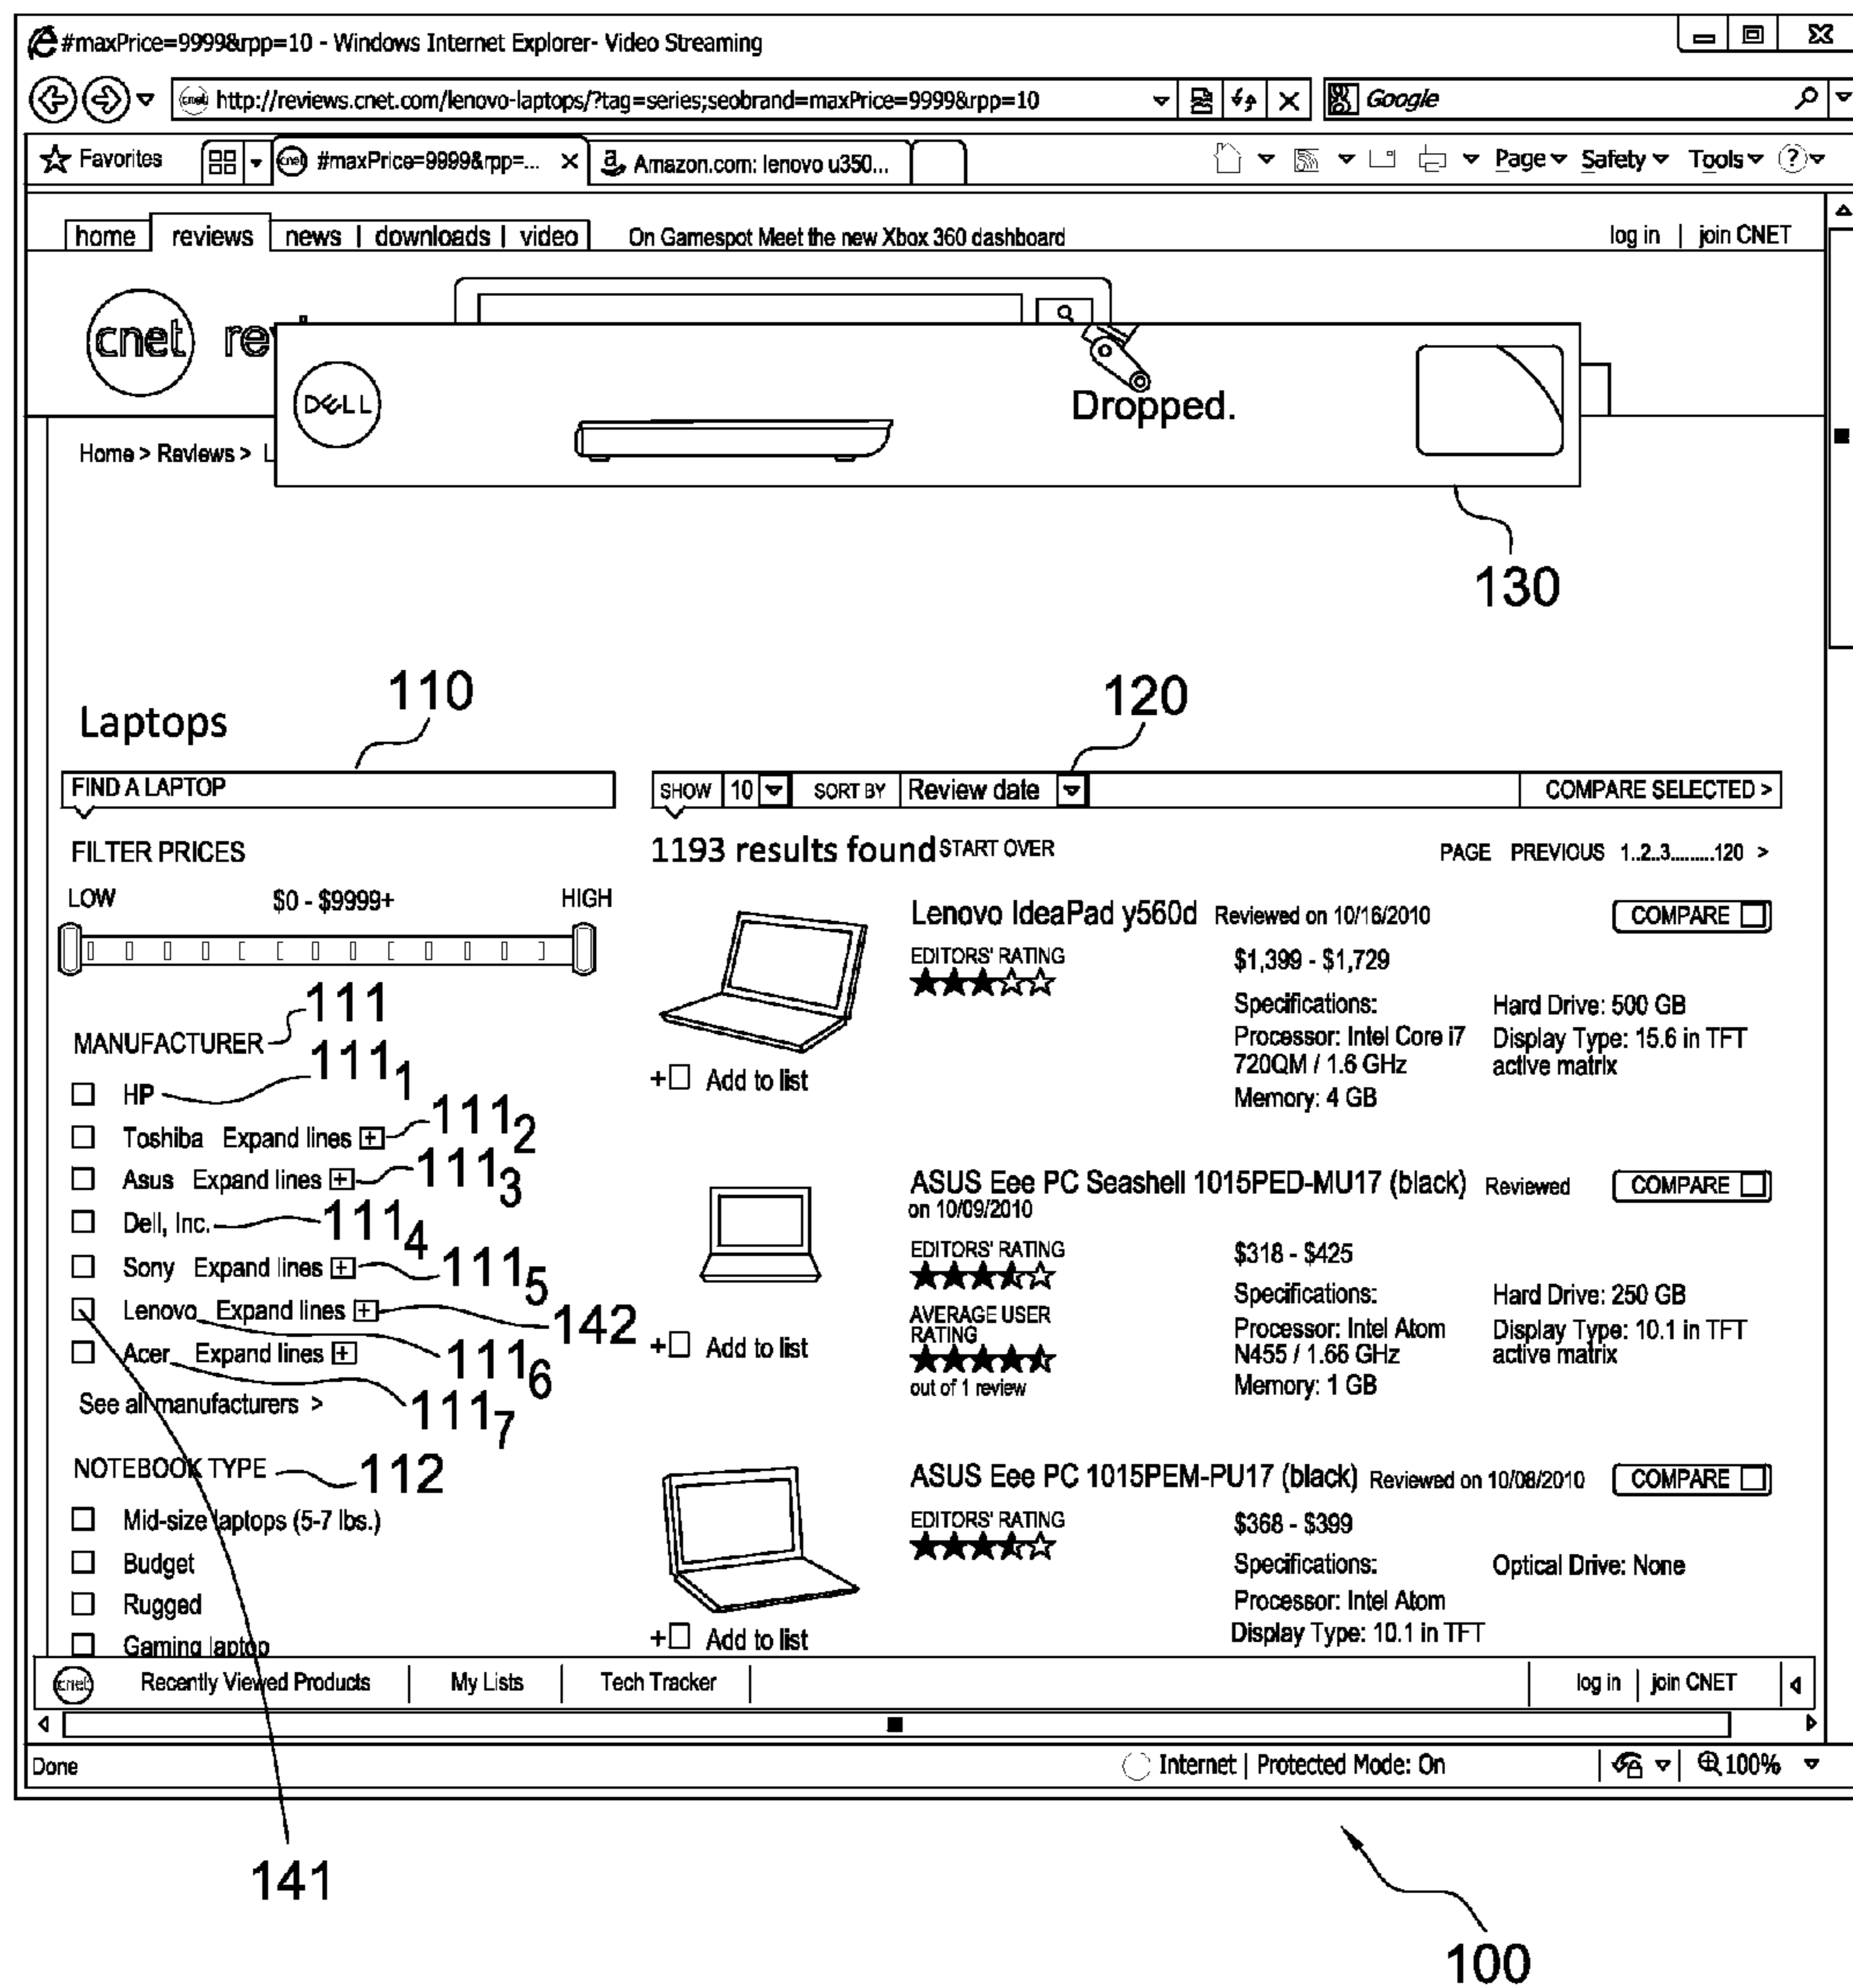 #maxPrice=9999&rpp=10 - Windows Internet Explorer- Video Streaming
cnet http://reviews.cnet.com/lenovo-laptops/?tag=series;seobrand=maxPrice=9999&rpp=10 Google
Favorites cnet #maxPrice=9999&rpp=... a Amazon.com: lenovo u350... Page Safety Tools ?
home reviews news | downloads | video On Gamespot Meet the new Xbox 360 dashboard log in | join CNET
cnet re
DELL Dropped.
Home > Reviews > L
130
110 120
Laptops
FIND A LAPTOP
SHOW 10 SORT BY Review date COMPARE SELECTED >
FILTER PRICES
1193 results found START OVER PAGE PREVIOUS 1..2..3.........120 >
LOW $0 - $9999+ HIGH
111
MANUFACTURER
111₁
HP
Toshiba Expand lines + 111₂
Asus Expand lines + 111₃
Dell, Inc. 111₄
Sony Expand lines + 111₅
Lenovo Expand lines + 142
Acer Expand lines + 111₆
See all manufacturers > 111₇
NOTEBOOK TYPE 112
Mid-size laptops (5-7 lbs.)
Budget
Rugged
Gaming laptop
Lenovo IdeaPad y560d Reviewed on 10/16/2010 COMPARE
EDITORS' RATING $1,399 - $1,729
Specifications: Hard Drive: 500 GB
Processor: Intel Core i7 Display Type: 15.6 in TFT
720QM / 1.6 GHz active matrix
+ Add to list
Memory: 4 GB
ASUS Eee PC Seashell 1015PED-MU17 (black) Reviewed COMPARE
on 10/09/2010
EDITORS' RATING $318 - $425
Specifications: Hard Drive: 250 GB
AVERAGE USER
RATING
Processor: Intel Atom Display Type: 10.1 in TFT
N455 / 1.66 GHz active matrix
+ Add to list
out of 1 review Memory: 1 GB
ASUS Eee PC 1015PEM-PU17 (black) Reviewed on 10/08/2010 COMPARE
EDITORS' RATING $368 - $399
Specifications: Optical Drive: None
Processor: Intel Atom
+ Add to list Display Type: 10.1 in TFT
cnet Recently Viewed Products | My Lists | Tech Tracker log in | join CNET
Done Internet | Protected Mode: On 100%
141
100